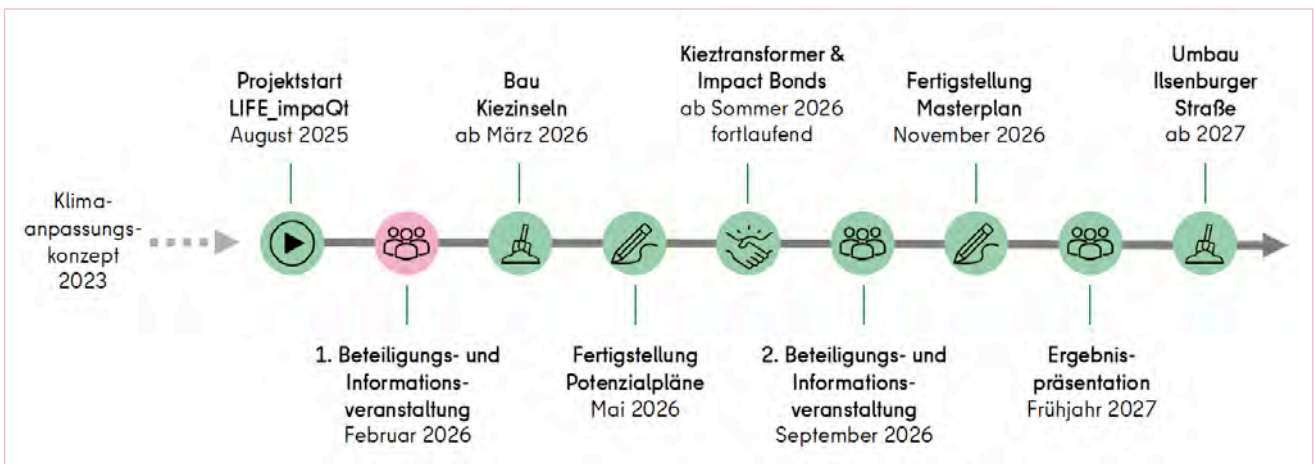 Klima-
anpassungs-
konzept
2023
Projektstart
LIFE_impaQt
August 2025
1. Beteiligungs- und
Informations-
veranstaltung
Februar 2026
Bau
Kiezinseln
ab März 2026
Fertigstellung
Potenzialpläne
Mai 2026
Kieztransformer &
Impact Bonds
ab Sommer 2026
fortlaufend
2. Beteiligungs- und
Informations-
veranstaltung
September 2026
Fertigstellung
Masterplan
November 2026
Ergebnis-
präsentation
Frühjahr 2027
Umbau
Ilsenburger
Straße
ab 2027